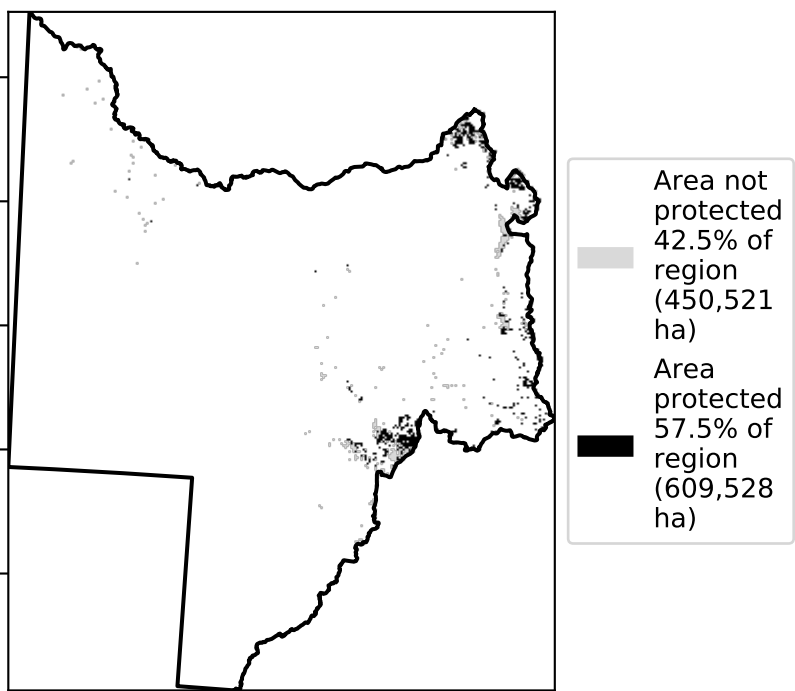 Area not
protected
42.5% of
region
(450,521
ha)
Area
protected
57.5% of
region
(609,528
ha)